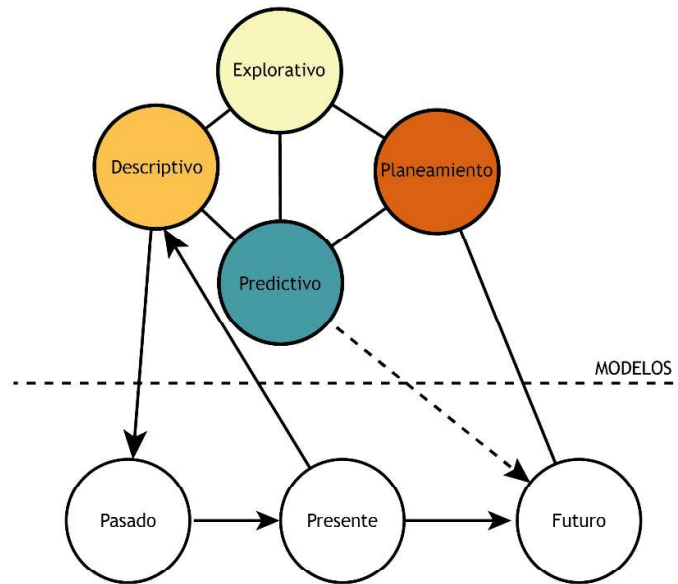 Explorativo
Descriptivo
Planeamiento
Predictivo
MODELOS
Pasado
Presente
Futuro